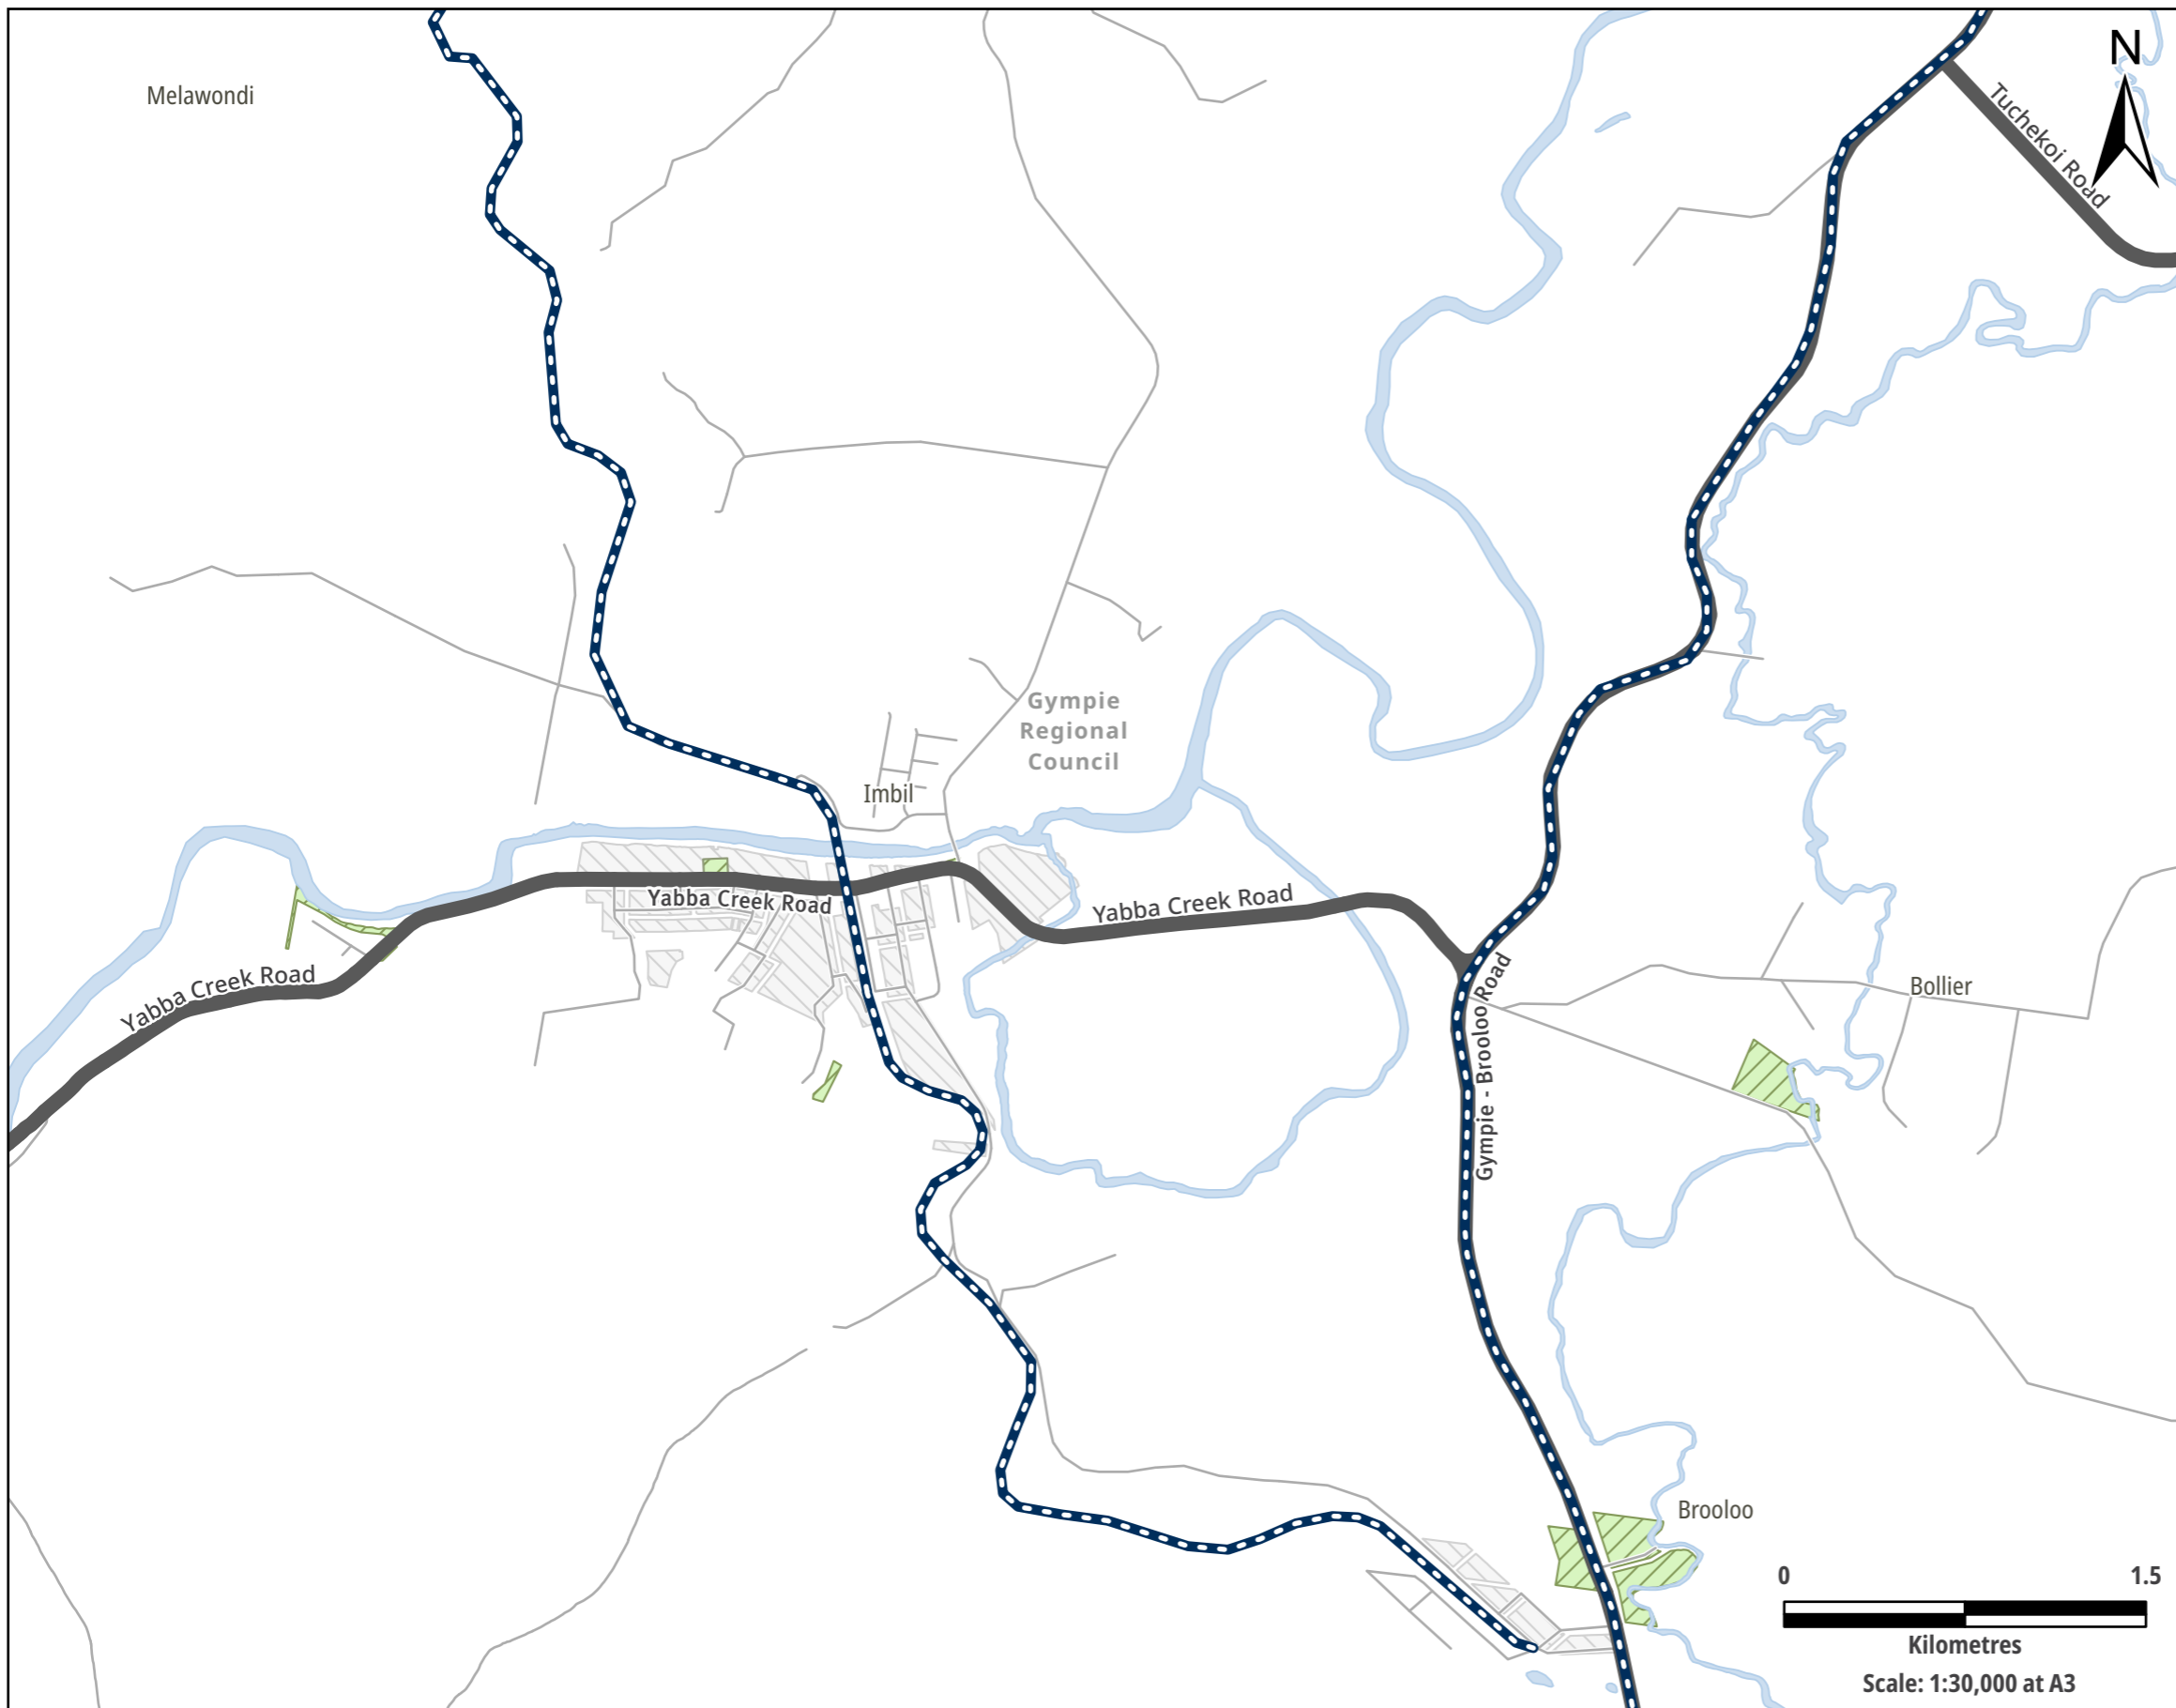 N
Melawondi
Tuchekoi Road
Gympie
Regional
Council
Imbil
Yabba Creek Road
Yabba Creek Road
Yabba Creek Road
Gympie - Brooloo Road
Bollier
Brooloo
0 1.5
Kilometres
Scale: 1:30,000 at A3